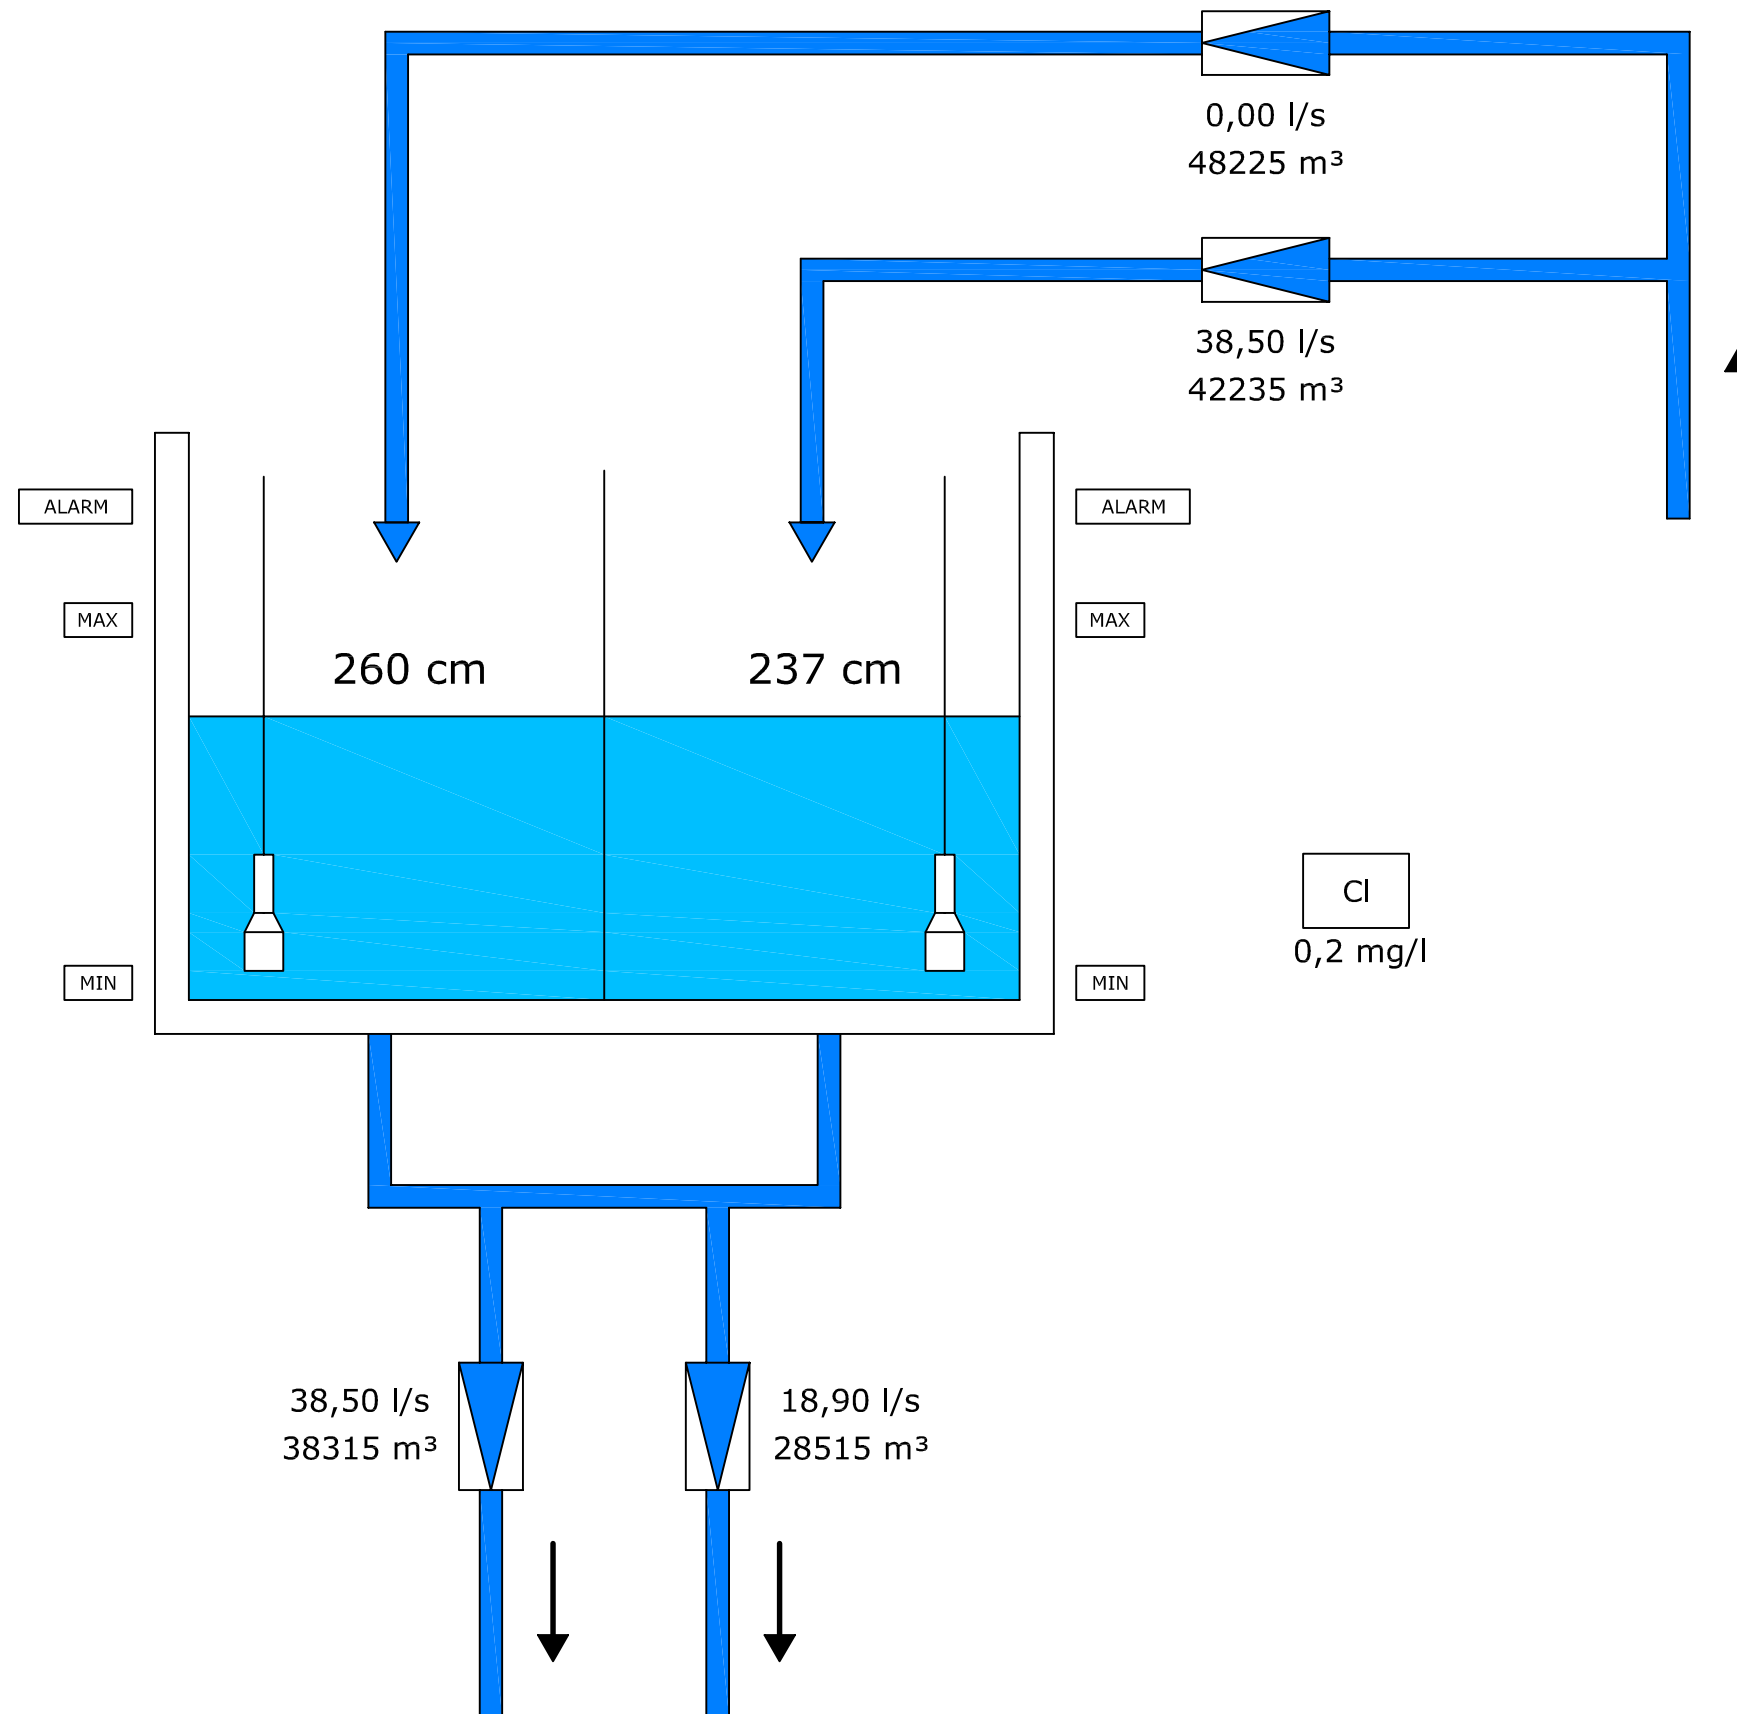 0,00 l/s
48225 m³
38,50 l/s
42235 m³
ALARM
ALARM
MAX
MAX
260 cm
237 cm
Cl
0,2 mg/l
MIN
MIN
38,50 l/s
38315 m³
18,90 l/s
28515 m³